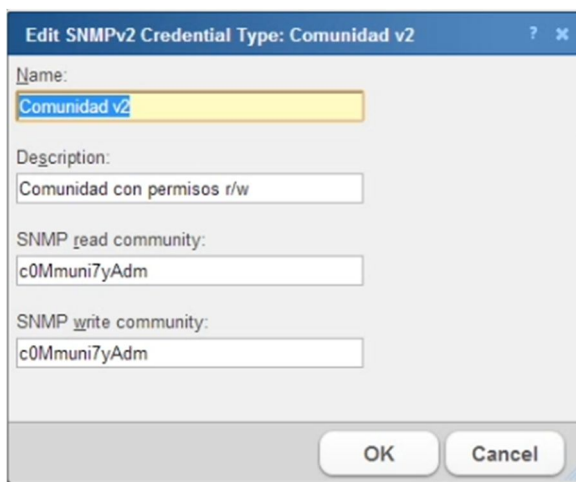 Edit SNMPv2 Credential Type: Comunidad v2 ? ×
Name:
Comunidad v2
Description:
Comunidad con permisos r/w
SNMP read community:
c0Mmuni7yAdm
SNMP write community:
c0Mmuni7yAdm
OK Cancel